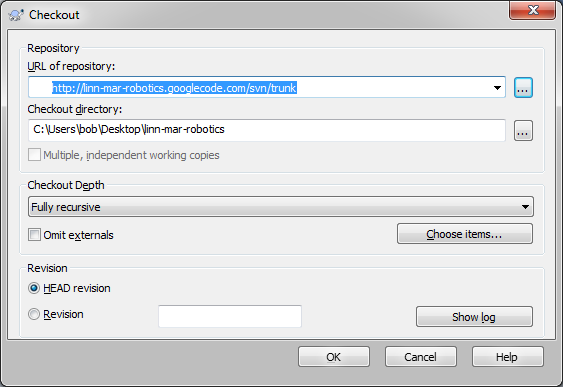 Checkout
Repository
URL of repository:
http://linn-mar-robotics.googlecode.com/svn/trunk
...
Checkout directory:
C:\Users\bob\Desktop\linn-mar-robotics
...
Multiple, independent working copies
Checkout Depth
Fully recursive
Omit externals
Choose items...
Revision
HEAD revision
Revision
Show log
OK
Cancel
Help